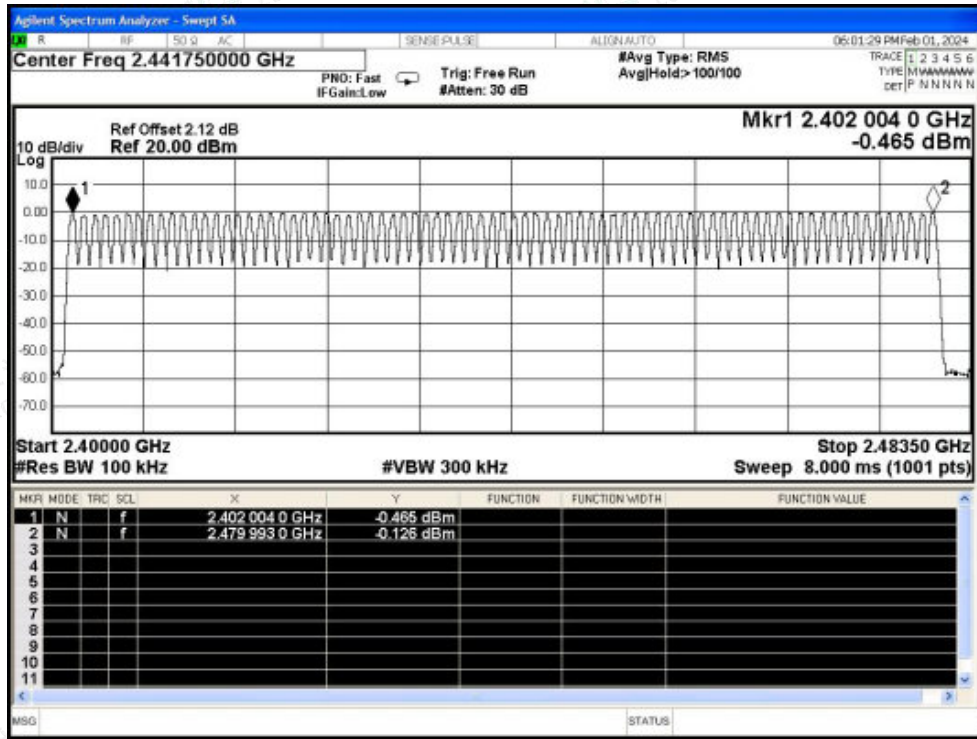 Agilent Spectrum Analyzer - Swept SA
R RF 50 Ω AC SENSE:PULSE ALIGNAUTO 06:01:29 PM Feb 01, 2024
Center Freq 2.441750000 GHz #Avg Type: RMS TRACE 1 2 3 4 5 6
PNO: Fast Trig: Free Run Avg|Hold:> 100/100 TYPE M W W W W W
IFGain:Low #Atten: 30 dB DET P N N N N N
Mkr1 2.402 004 0 GHz
Ref Offset 2.12 dB
10 dB/div Ref 20.00 dBm -0.465 dBm
Log
10.0
1
2
0.00
-10.0
-20.0
-30.0
-40.0
-50.0
-60.0
-70.0
Start 2.40000 GHz Stop 2.48350 GHz
#Res BW 100 kHz #VBW 300 kHz Sweep 8.000 ms (1001 pts)
MKR MODE TRC SCL X Y FUNCTION FUNCTION WIDTH FUNCTION VALUE
1 N f 2.402 004 0 GHz -0.465 dBm
2 N f 2.479 993 0 GHz -0.126 dBm
3
4
5
6
7
8
9
10
11
MSG STATUS